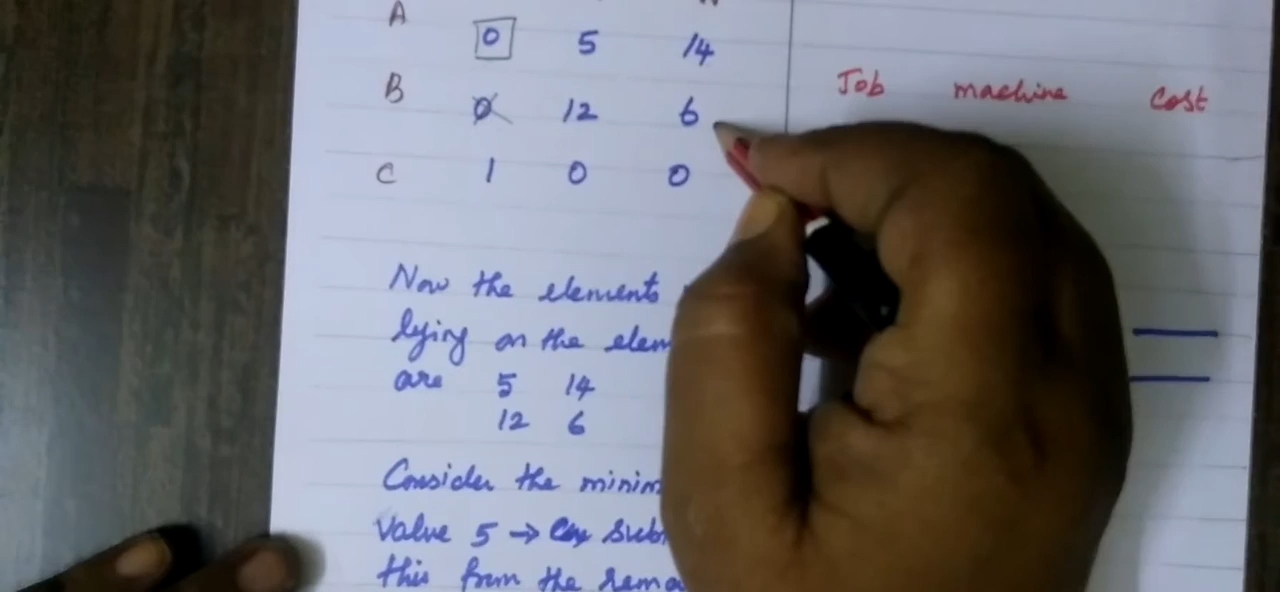 A 0 5 14
B 0 12 6
C 1 0 0
Job machine Cost
Now the elements
lying on the elem
are 5 14
12 6
Consider the minim
value 5 → subt
this from the rema